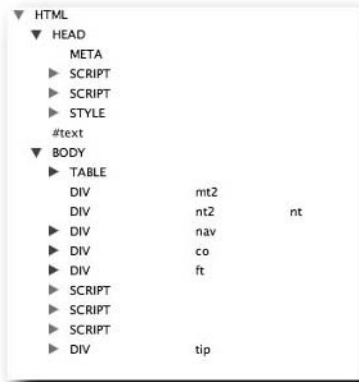 HTML
HEAD
META
SCRIPT
SCRIPT
STYLE
#text
BODY
TABLE
DIV mt2
DIV nt2 nt
DIV nav
DIV co
DIV ft
SCRIPT
SCRIPT
SCRIPT
DIV tip